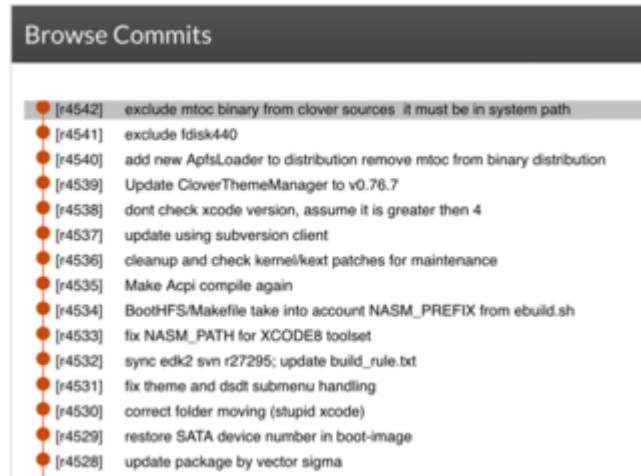 Browse Commits
[r4542] exclude mtoc binary from clover sources it must be in system path
[r4541] exclude fdisk440
[r4540] add new ApfsLoader to distribution remove mtoc from binary distribution
[r4539] Update CloverThemeManager to v0.76.7
[r4538] dont check xcode version, assume it is greater then 4
[r4537] update using subversion client
[r4536] cleanup and check kernel/kext patches for maintenance
[r4535] Make Acpi compile again
[r4534] BootHFS/Makefile take into account NASM_PREFIX from ebuild.sh
[r4533] fix NASM_PATH for XCODE8 toolset
[r4532] sync edk2 svn r27295; update build_rule.txt
[r4531] fix theme and dsdt submenu handling
[r4530] correct folder moving (stupid xcode)
[r4529] restore SATA device number in boot-image
[r4528] update package by vector sigma